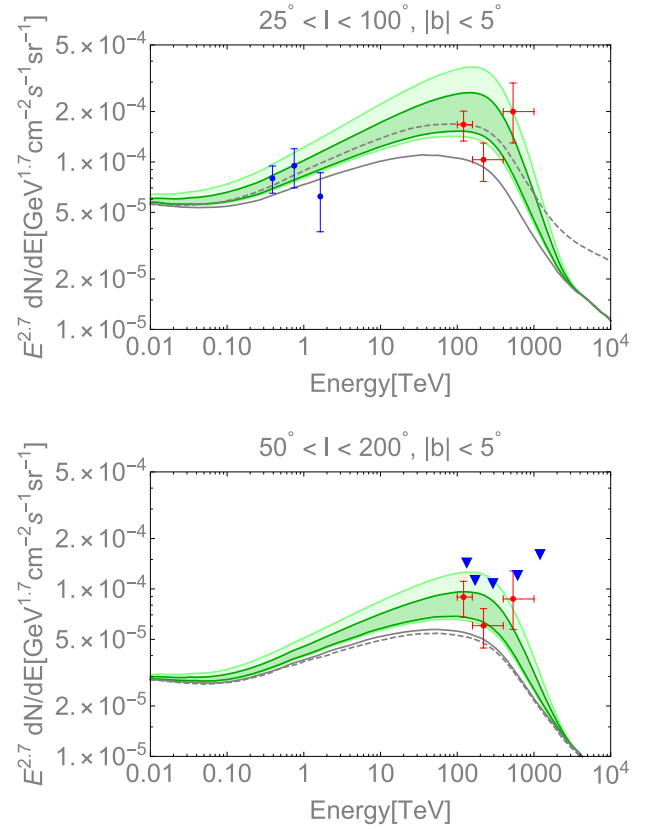 25° < l < 100°, |b| < 5°
E^2.7 dN/dE[GeV^1.7cm^−2s^−1sr^−1]
5.×10^−4
2.×10^−4
1.×10^−4
5.×10^−5
2.×10^−5
1.×10^−5
0.01 0.10 1 10 100 1000 10^4
Energy[TeV]
50° < l < 200°, |b| < 5°
E^2.7 dN/dE[GeV^1.7cm^−2s^−1sr^−1]
5.×10^−4
2.×10^−4
1.×10^−4
5.×10^−5
2.×10^−5
1.×10^−5
0.01 0.10 1 10 100 1000 10^4
Energy[TeV]